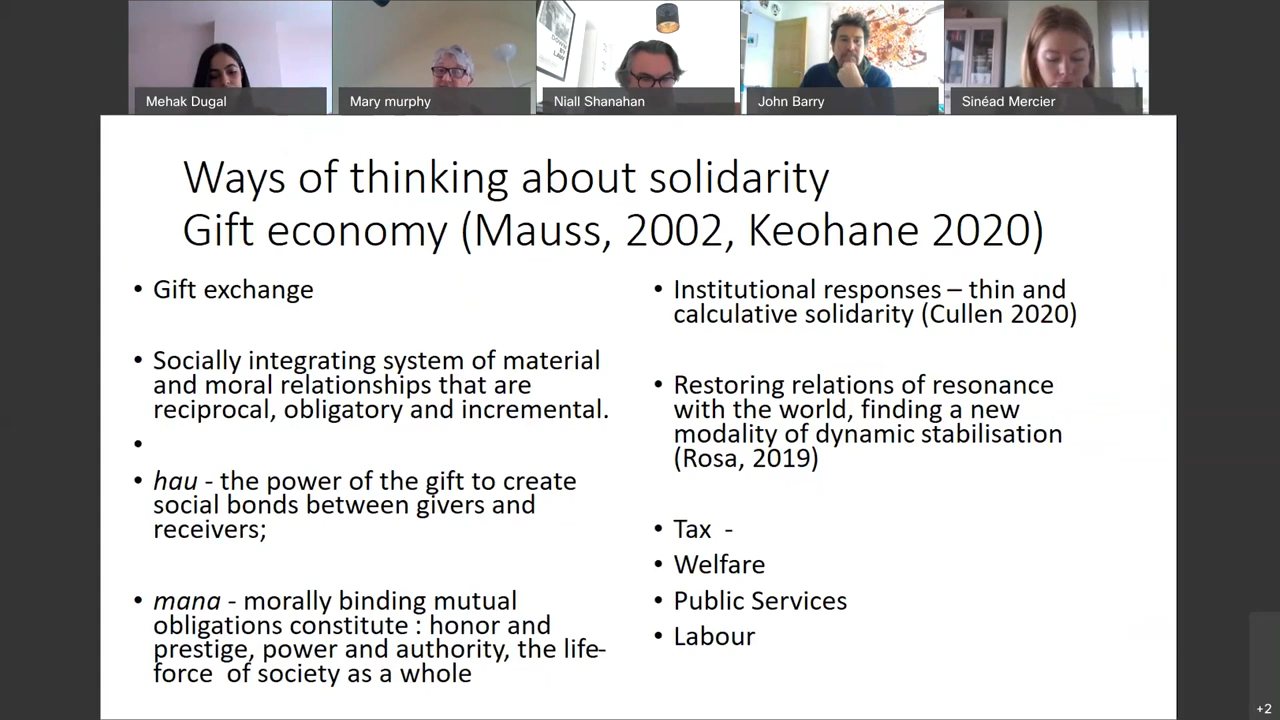 DOWN
BY
LAW
Mehak Dugal
Mary murphy
Niall Shanahan
John Barry
Sinéad Mercier
Ways of thinking about solidarity
Gift economy (Mauss, 2002, Keohane 2020)
• Gift exchange
• Socially integrating system of material
and moral relationships that are
reciprocal, obligatory and incremental.
•
• hau - the power of the gift to create
social bonds between givers and
receivers;
• mana - morally binding mutual
obligations constitute : honor and
prestige, power and authority, the life-
force  of society as a whole
• Institutional responses – thin and
calculative solidarity (Cullen 2020)
• Restoring relations of resonance
with the world, finding a new
modality of dynamic stabilisation
(Rosa, 2019)
• Tax  -
• Welfare
• Public Services
• Labour
+2